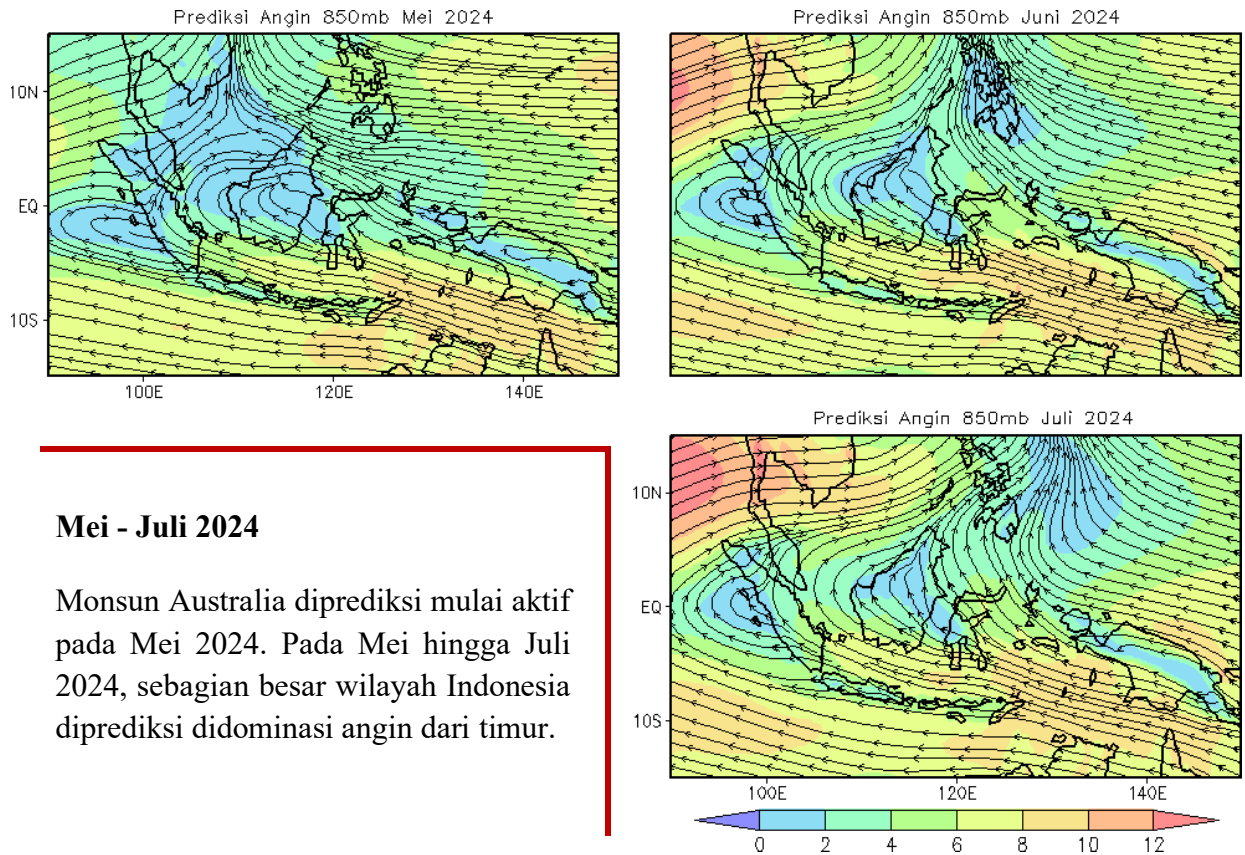 Prediksi Angin 850mb Mei 2024
10N
EQ
10S
100E 120E 140E
Prediksi Angin 850mb Juni 2024
Mei - Juli 2024
Monsun Australia diprediksi mulai aktif
pada Mei 2024. Pada Mei hingga Juli
2024, sebagian besar wilayah Indonesia
diprediksi didominasi angin dari timur.
Prediksi Angin 850mb Juli 2024
10N
EQ
10S
100E 120E 140E
0 2 4 6 8 10 12